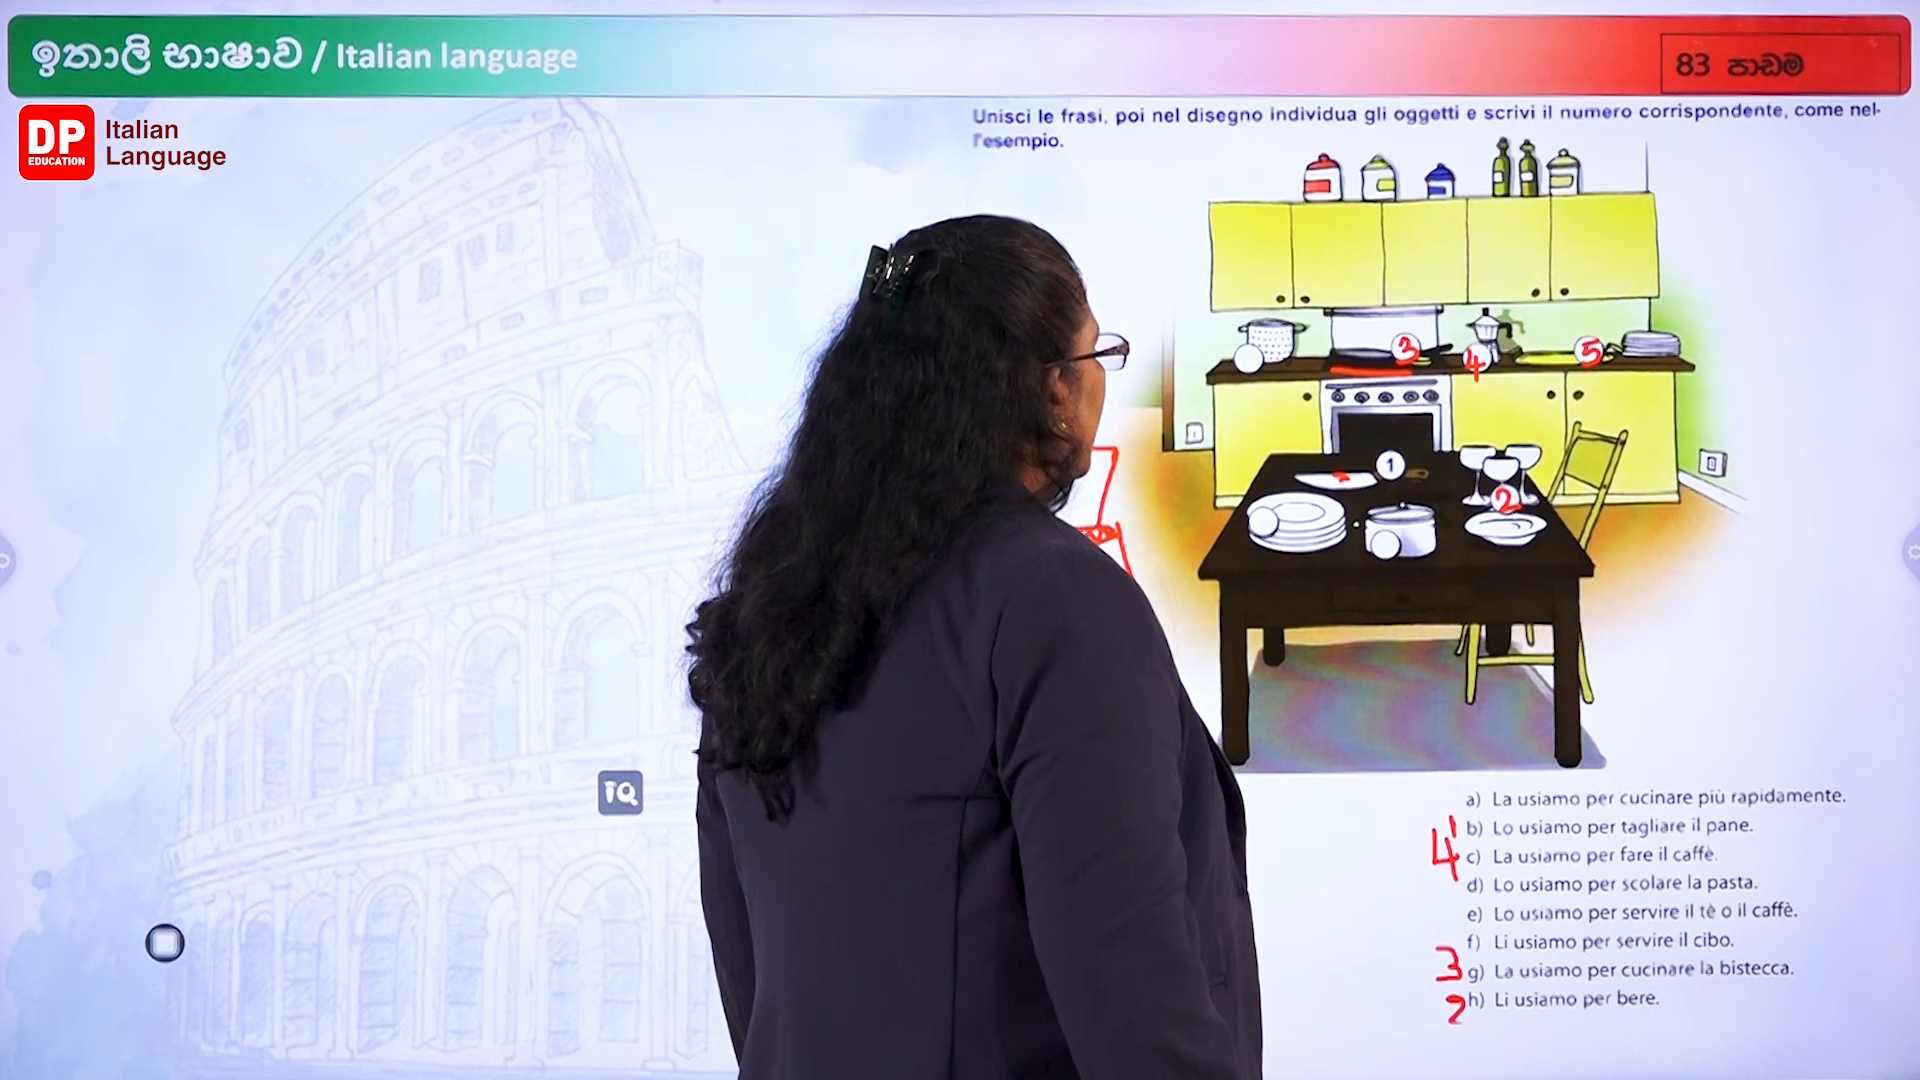 ඉතාලි භාෂාව / Italian language
83 පාඩම
DP
EDUCATION
Italian
Language
Unisci le frasi, poi nel disegno individua gli oggetti e scrivi il numero corrispondente, come nel-
l'esempio.
3
4
5
1
2
a) La usiamo per cucinare più rapidamente.
1 b) Lo usiamo per tagliare il pane.
4 c) La usiamo per fare il caffè.
d) Lo usiamo per scolare la pasta.
e) Lo usiamo per servire il tè o il caffè.
f) Li usiamo per servire il cibo.
3 g) La usiamo per cucinare la bistecca.
2 h) Li usiamo per bere.